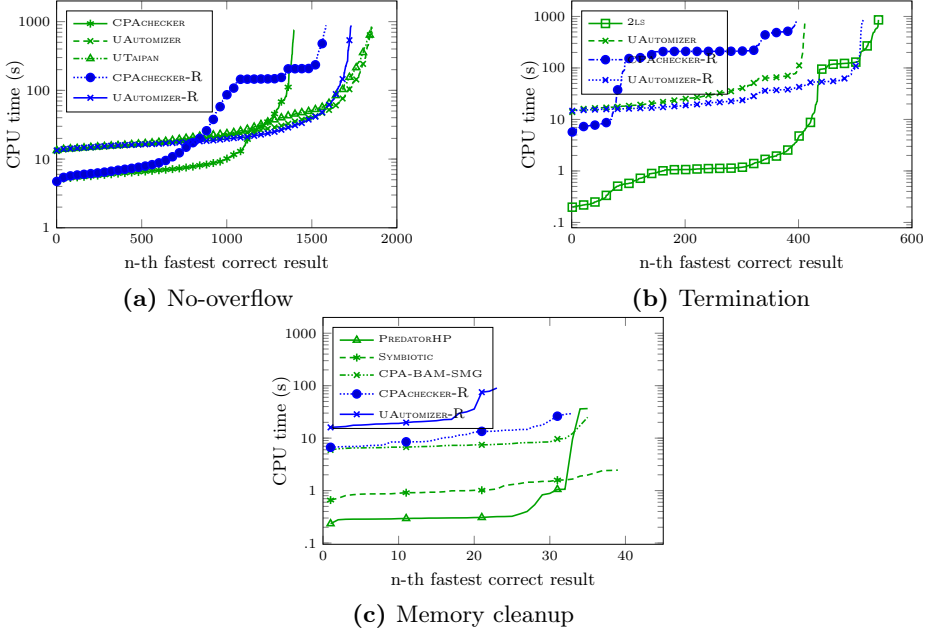 CPU time (s)
1000
100
10
1
0
500
1000
1500
2000
CPAchecker
UAutomizer
UTaipan
CPAchecker-R
UAutomizer-R
n-th fastest correct result
(a) No-overflow
CPU time (s)
1000
100
10
1
.1
0
200
400
600
2ls
UAutomizer
CPAchecker-R
UAutomizer-R
n-th fastest correct result
(b) Termination
CPU time (s)
1000
100
10
1
.1
0
10
20
30
40
PredatorHP
Symbiotic
CPA-BAM-SMG
CPAchecker-R
UAutomizer-R
n-th fastest correct result
(c) Memory cleanup